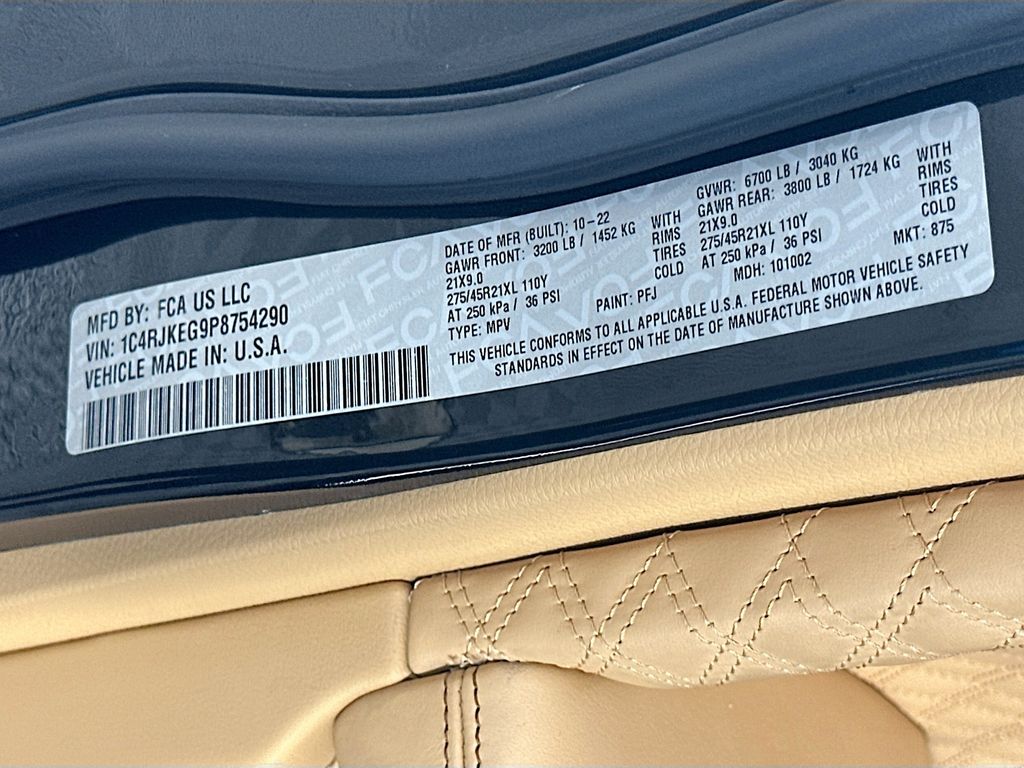 MFD BY: FCA US LLC
VIN: 1C4RJKEG9P8754290
VEHICLE MADE IN: U.S.A.
DATE OF MFR (BUILT): 10-22
GAWR FRONT: 3200 LB / 1452 KG WITH
21X9.0 RIMS
275/45R21XL 110Y TIRES
AT 250 kPa / 36 PSI COLD
TYPE: MPV PAINT: PFJ
GVWR: 6700 LB / 3040 KG
GAWR REAR: 3800 LB / 1724 KG WITH
21X9.0 RIMS
275/45R21XL 110Y TIRES
AT 250 kPa / 36 PSI COLD
MDH: 101002 MKT: 875
THIS VEHICLE CONFORMS TO ALL APPLICABLE U.S.A. FEDERAL MOTOR VEHICLE SAFETY
STANDARDS IN EFFECT ON THE DATE OF MANUFACTURE SHOWN ABOVE.